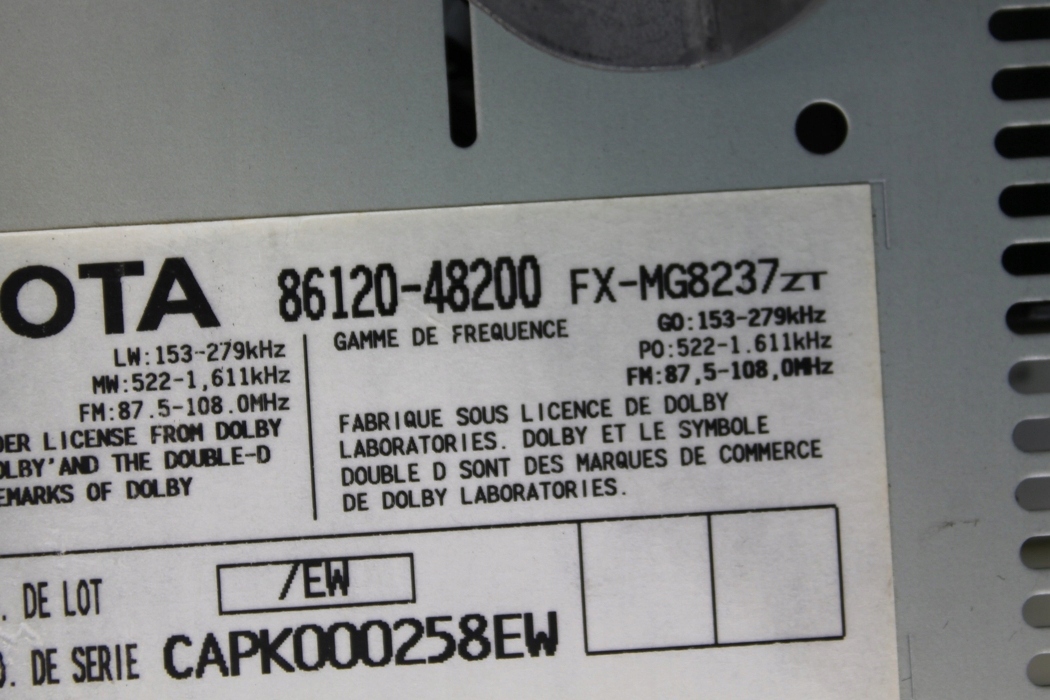 OTA 86120-48200 FX-MG8237ZT
LW:153-279kHz
MW:522-1,611kHz
FM:87.5-108.0MHz
DER LICENSE FROM DOLBY
OLBY'AND THE DOUBLE-D
EMARKS OF DOLBY
GAMME DE FREQUENCE
GO:153-279kHz
PO:522-1.611kHz
FM:87,5-108,0MHz
FABRIQUE SOUS LICENCE DE DOLBY
LABORATORIES. DOLBY ET LE SYMBOLE
DOUBLE D SONT DES MARQUES DE COMMERCE
DE DOLBY LABORATORIES.
. DE LOT /EW
. DE SERIE CAPK000258EW